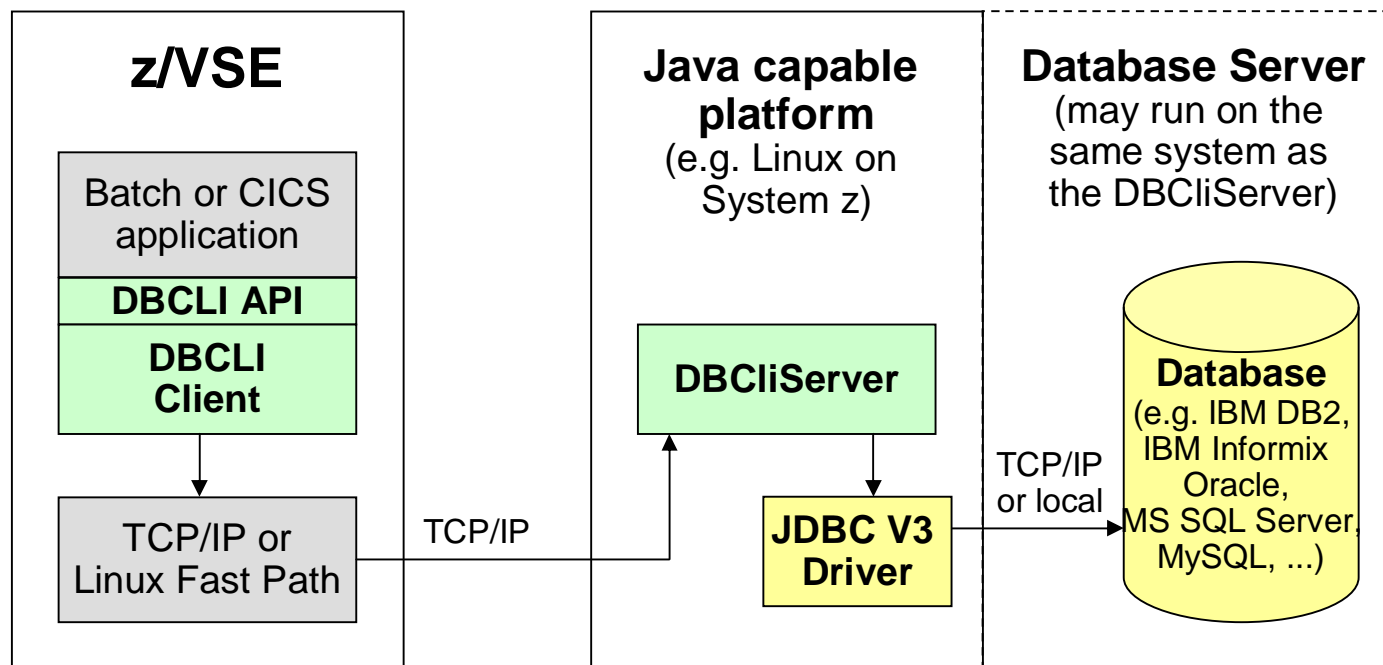 z/VSE
Batch or CICS
application
DBCLI API
DBCLI
Client
TCP/IP or
Linux Fast Path
TCP/IP
Java capable
platform
(e.g. Linux on
System z)
DBCliServer
JDBC V3
Driver
TCP/IP
or local
Database Server
(may run on the
same system as
the DBCliServer)
Database
(e.g. IBM DB2,
IBM Informix
Oracle,
MS SQL Server,
MySQL, ...)